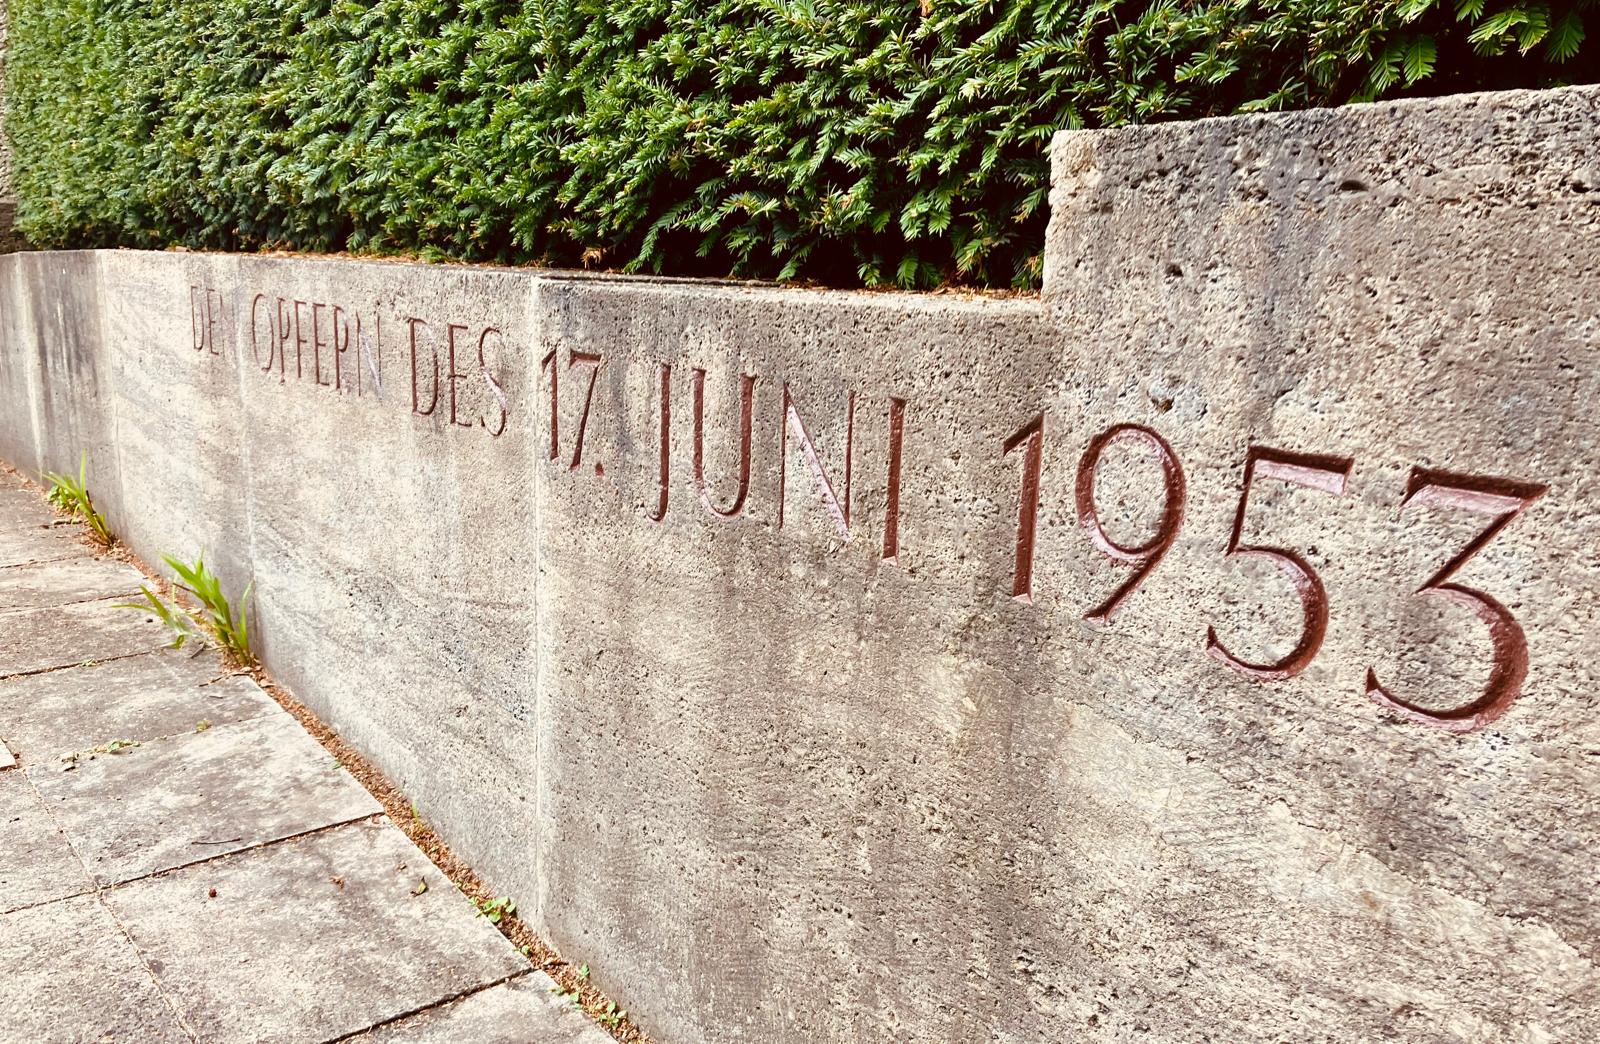 DEN OPFERN DES 17. JUNI 1953